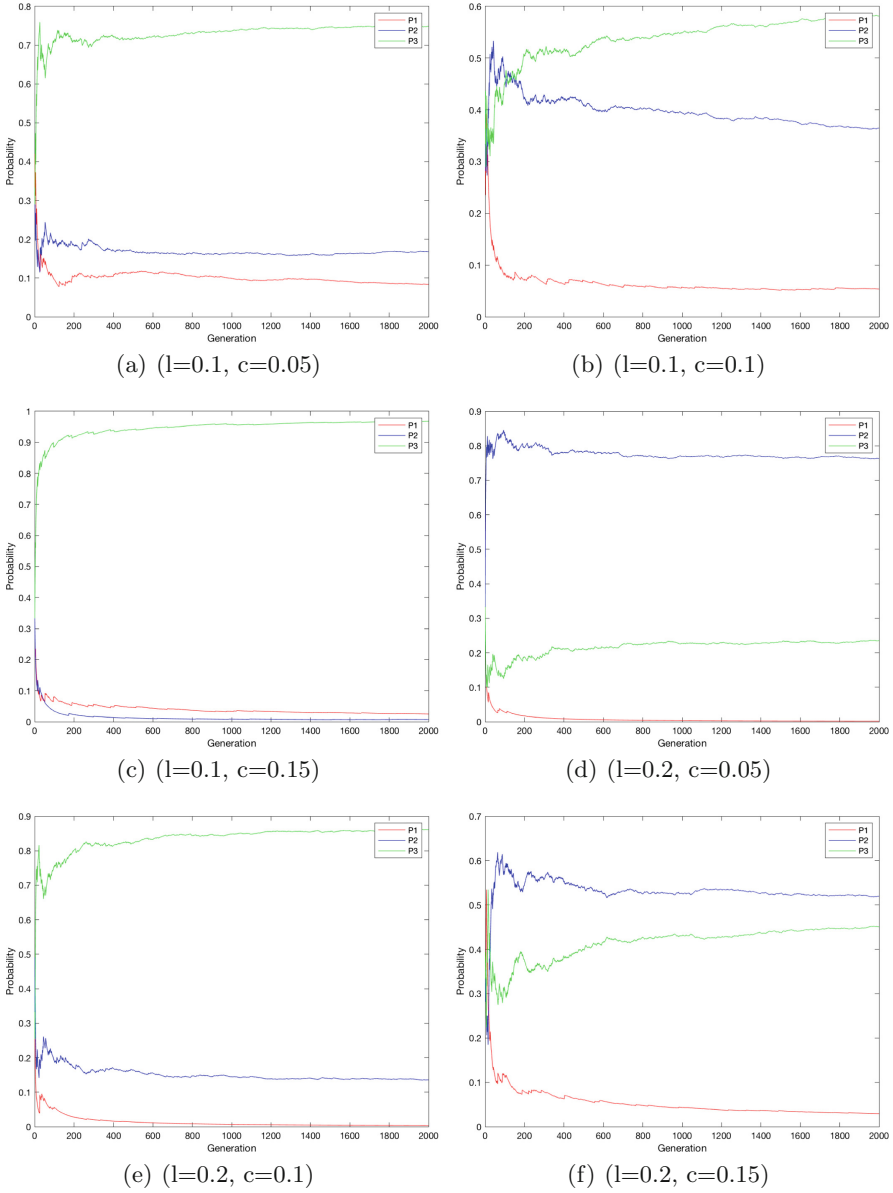 0.8
0.7
0.6
0.5
0.4
0.3
0.2
0.1
0
Probability
0 200 400 600 800 1000 1200 1400 1600 1800 2000
Generation
P1
P2
P3
(a) (l=0.1, c=0.05)
0.6
0.5
0.4
0.3
0.2
0.1
0
Probability
0 200 400 600 800 1000 1200 1400 1600 1800 2000
Generation
P1
P2
P3
(b) (l=0.1, c=0.1)
1
0.9
0.8
0.7
0.6
0.5
0.4
0.3
0.2
0.1
0
Probability
0 200 400 600 800 1000 1200 1400 1600 1800 2000
Generation
P1
P2
P3
(c) (l=0.1, c=0.15)
0.9
0.8
0.7
0.6
0.5
0.4
0.3
0.2
0.1
0
Probability
0 200 400 600 800 1000 1200 1400 1600 1800 2000
Generation
P1
P2
P3
(d) (l=0.2, c=0.05)
0.9
0.8
0.7
0.6
0.5
0.4
0.3
0.2
0.1
0
Probability
0 200 400 600 800 1000 1200 1400 1600 1800 2000
Generation
P1
P2
P3
(e) (l=0.2, c=0.1)
0.7
0.6
0.5
0.4
0.3
0.2
0.1
0
Probability
0 200 400 600 800 1000 1200 1400 1600 1800 2000
Generation
P1
P2
P3
(f) (l=0.2, c=0.15)